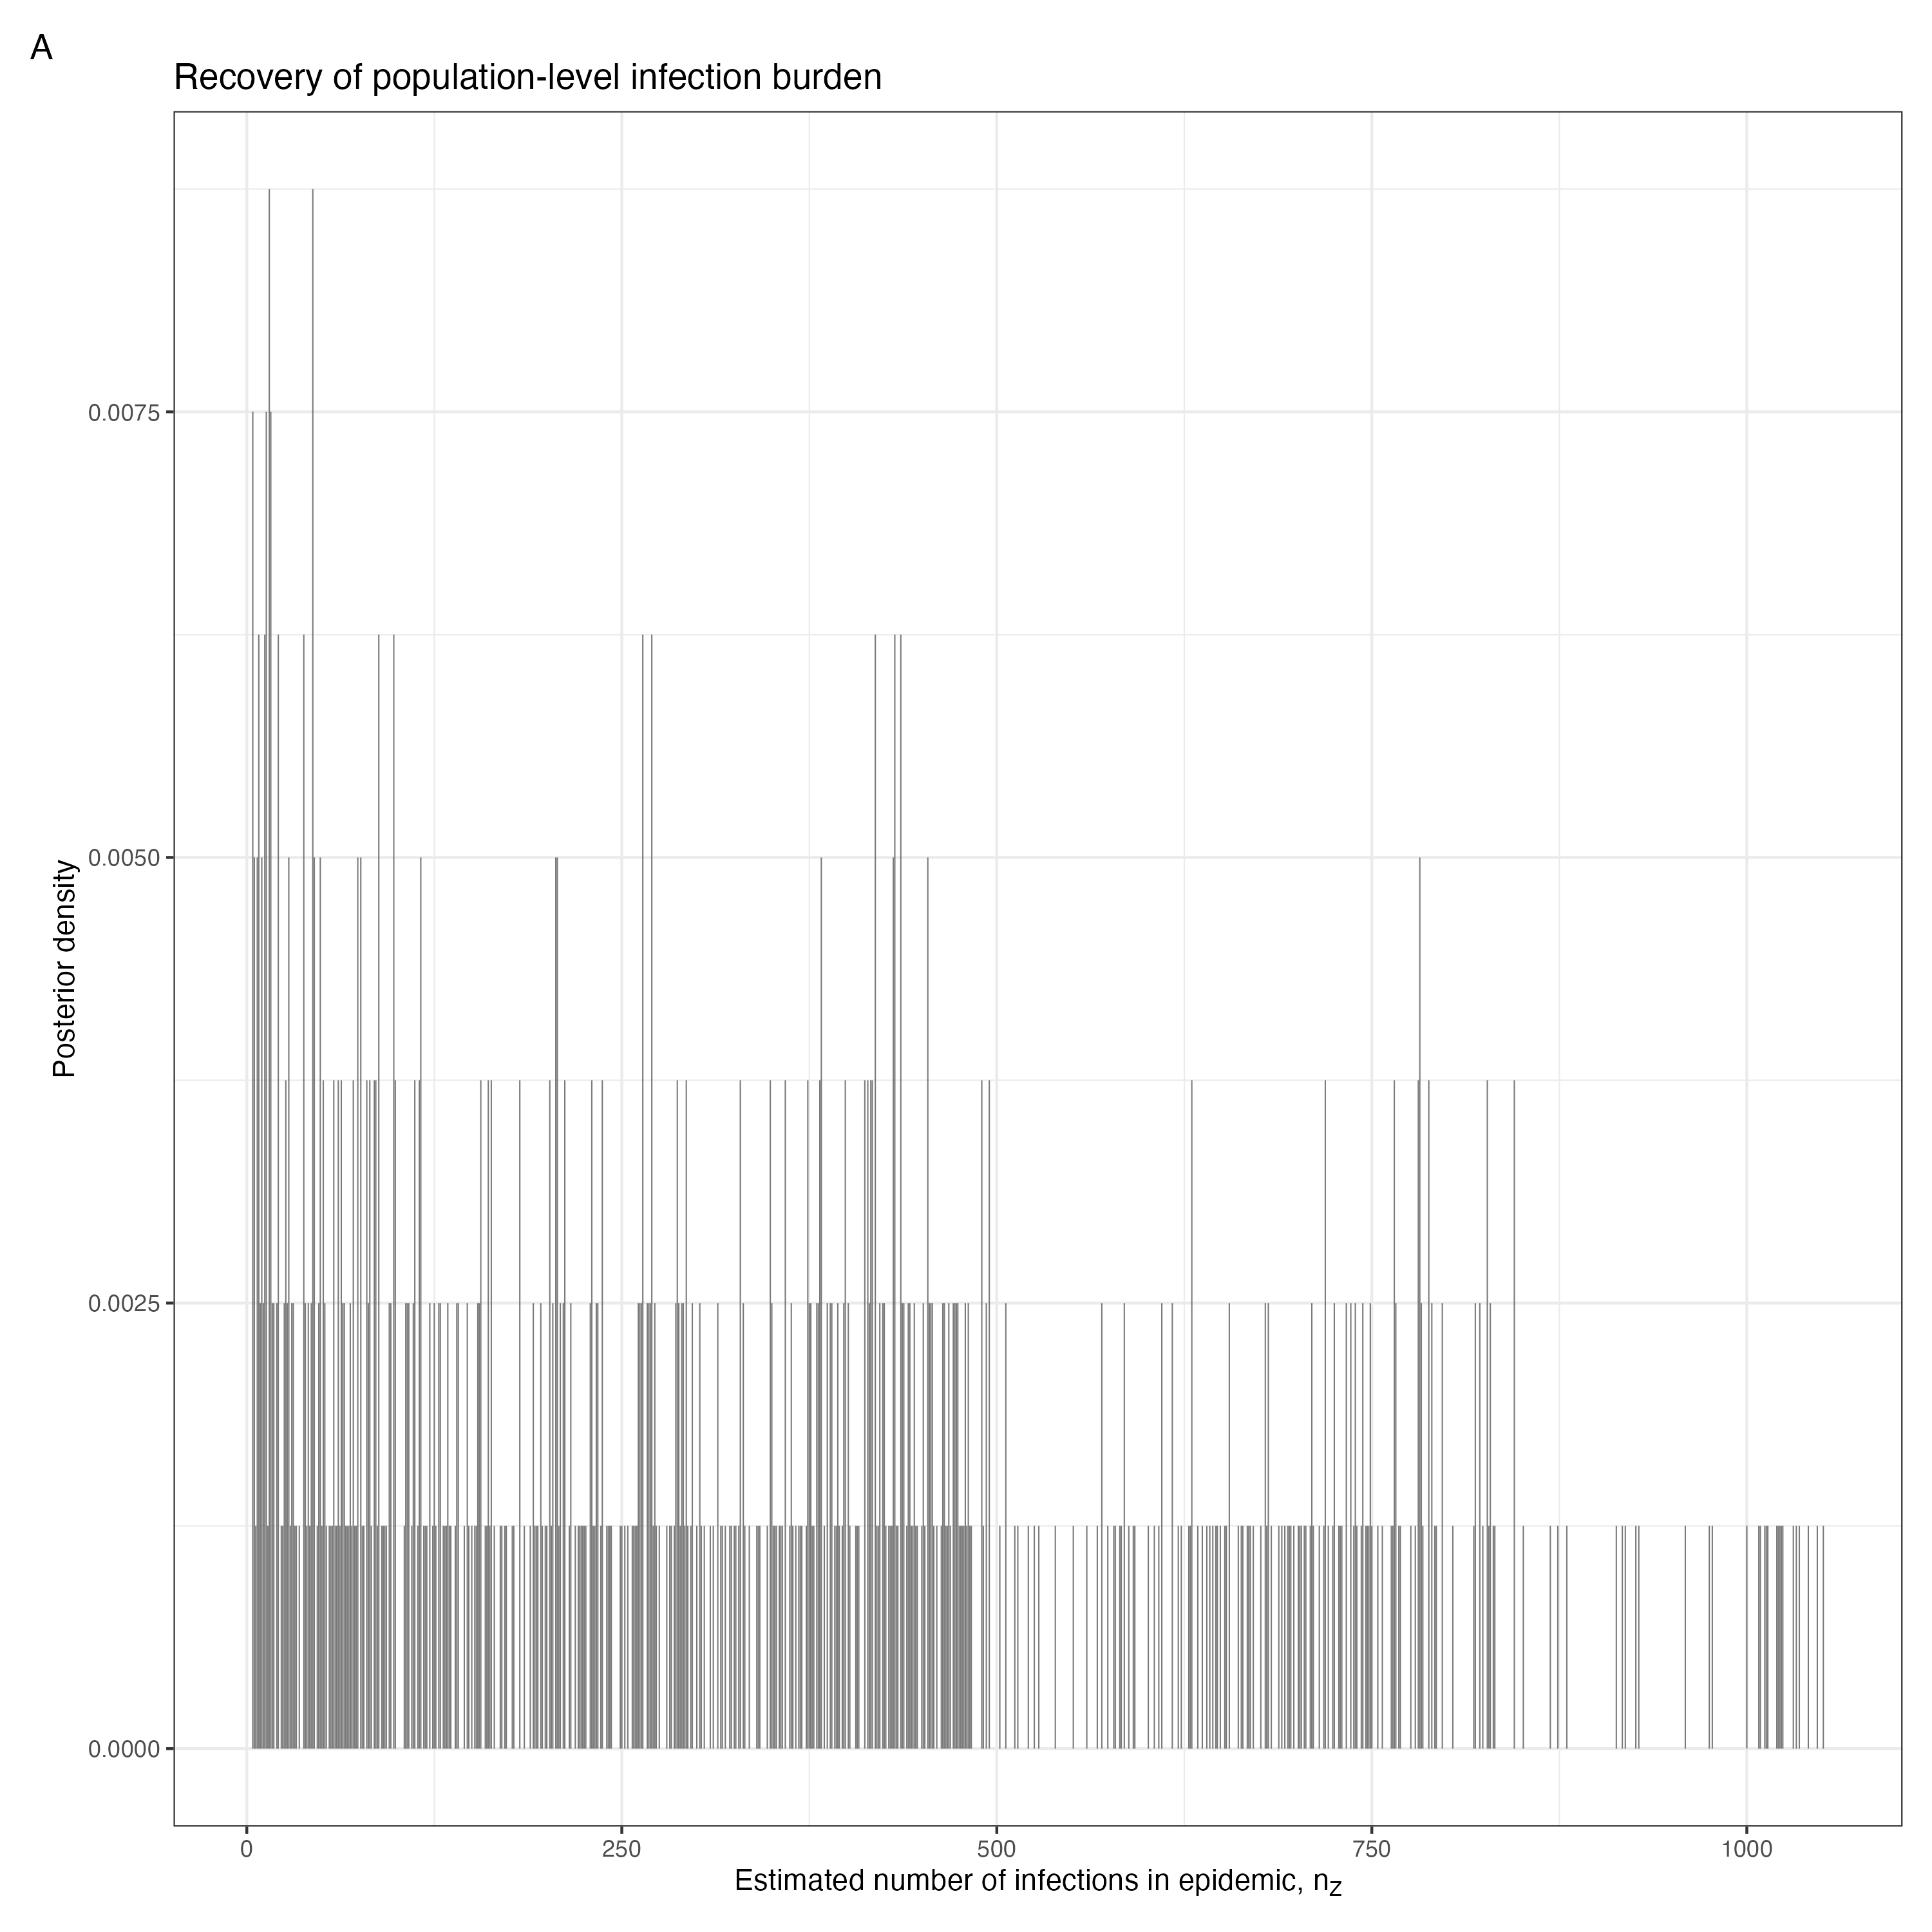 A
Recovery of population-level infection burden
Posterior density
0.0075
0.0050
0.0025
0.0000
0 250 500 750 1000
Estimated number of infections in epidemic, nZ